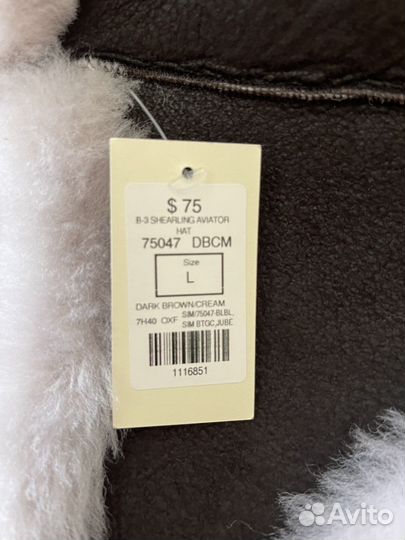 $ 75
B-3 SHEARLING AVIATOR
HAT
75047 DBCM
Size
L
DARK BROWN/CREAM
7H40 OXF SIM/75047-BLBL,
SIM BTGC,JUBE
1116851
Avito